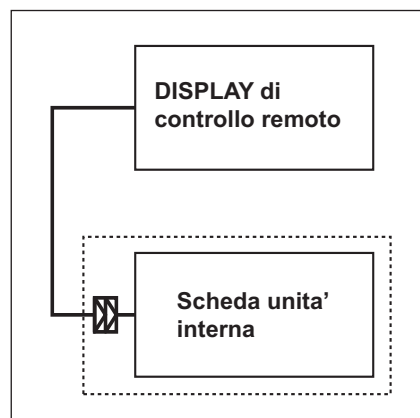 DISPLAY di
controllo remoto
Scheda unita'
interna